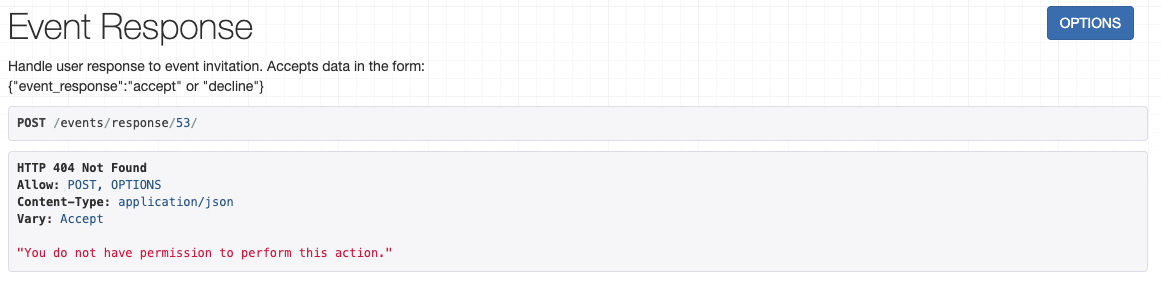 Event Response
OPTIONS
Handle user response to event invitation. Accepts data in the form:
{"event_response":"accept" or "decline"}
POST /events/response/53/
HTTP 404 Not Found
Allow: POST, OPTIONS
Content-Type: application/json
Vary: Accept
"You do not have permission to perform this action."